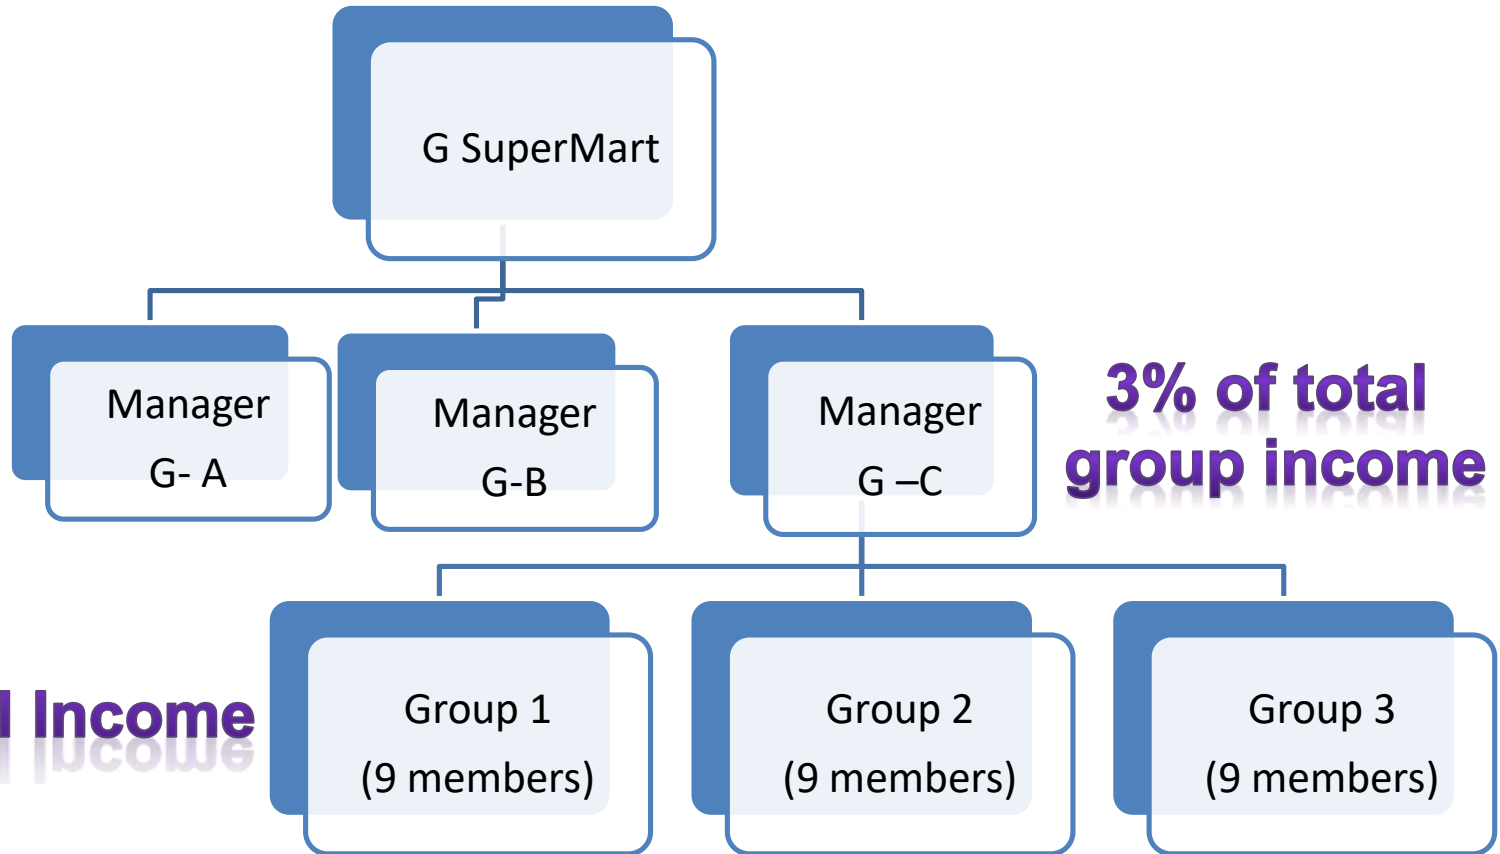 G SuperMart
Manager
G- A
Manager
G-B
Manager
G –C
3% of total
group income
Income
Group 1
(9 members)
Group 2
(9 members)
Group 3
(9 members)